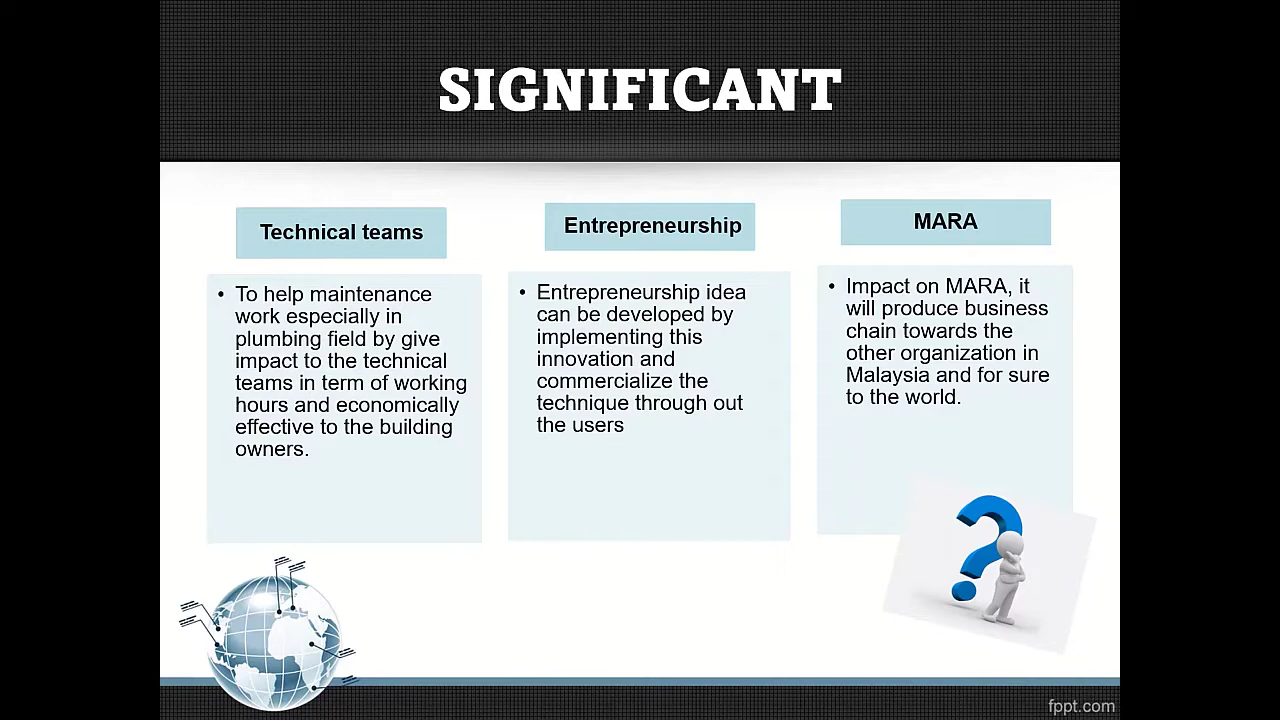 SIGNIFICANT
Technical teams
• To help maintenance
work especially in
plumbing field by give
impact to the technical
teams in term of working
hours and economically
effective to the building
owners.
Entrepreneurship
• Entrepreneurship idea
can be developed by
implementing this
innovation and
commercialize the
technique through out
the users
MARA
• Impact on MARA, it
will produce business
chain towards the
other organization in
Malaysia and for sure
to the world.
fppt.com